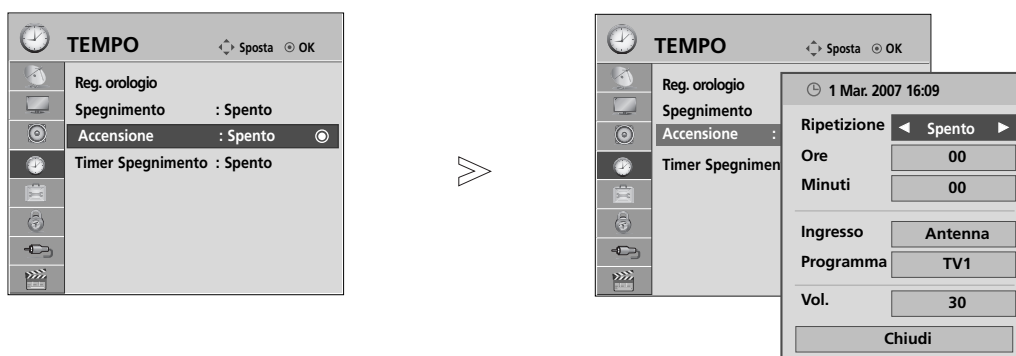 TEMPO Sposta OK
Reg. orologio
Spegnimento : Spento
Accensione : Spento
Timer Spegnimento : Spento
TEMPO Sposta OK
Reg. orologio
Spegnimento
Accensione :
Timer Spegnimen
1 Mar. 2007 16:09
Ripetizione Spento
Ore 00
Minuti 00
Ingresso Antenna
Programma TV1
Vol. 30
Chiudi